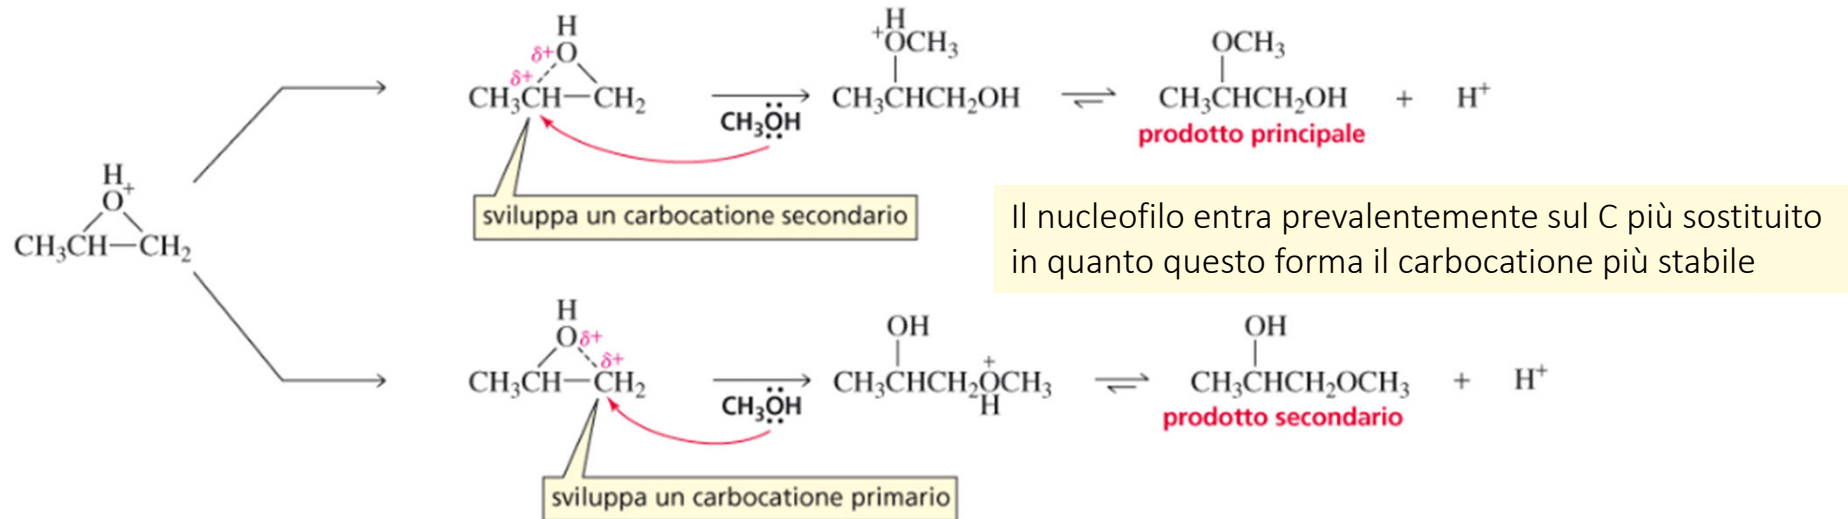 H
δ+O
δ+
CH₃CH—CH₂
CH₃ÖH
H
⁺OCH₃
CH₃CHCH₂OH
OCH₃
CH₃CHCH₂OH + H⁺
prodotto principale
sviluppa un carbocatione secondario
H
O⁺
CH₃CH—CH₂
Il nucleofilo entra prevalentemente sul C più sostituito
in quanto questo forma il carbocatione più stabile
H
Oδ+
δ+
CH₃CH—CH₂
CH₃ÖH
OH
+
CH₃CHCH₂OCH₃
H
OH
CH₃CHCH₂OCH₃ + H⁺
prodotto secondario
sviluppa un carbocatione primario